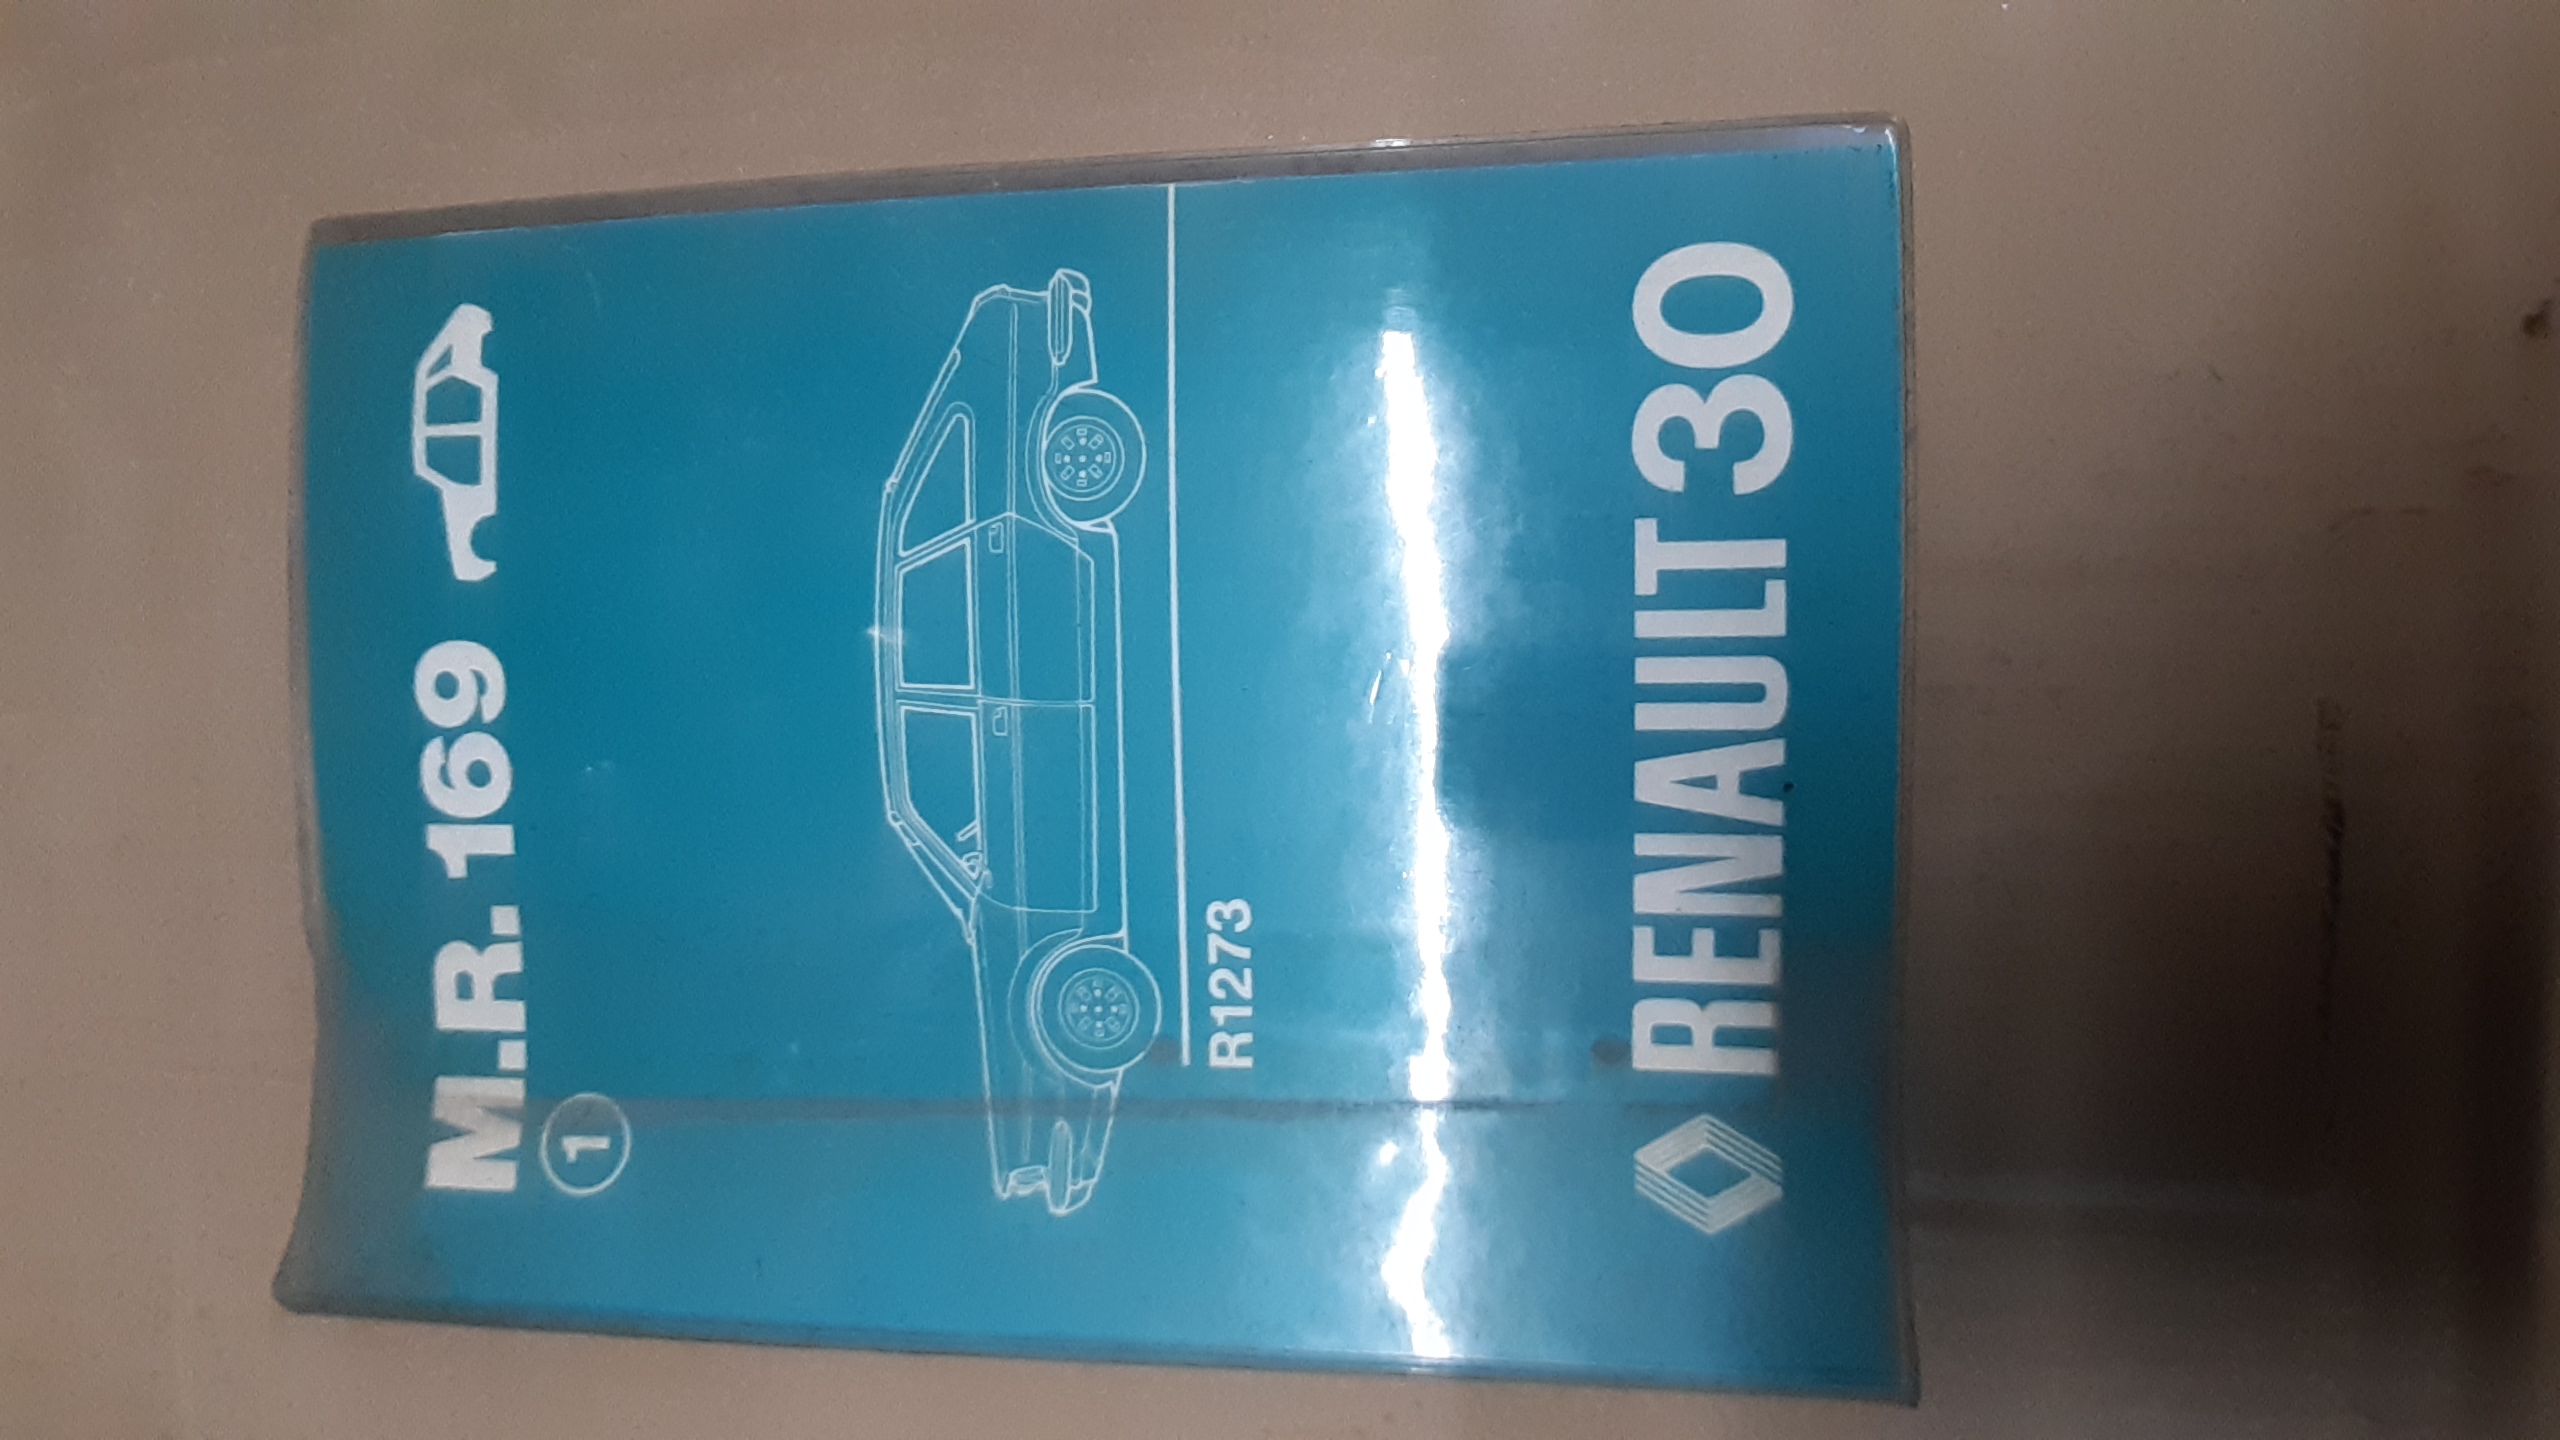 M.R. 169
1
R1273
RENAULT 30